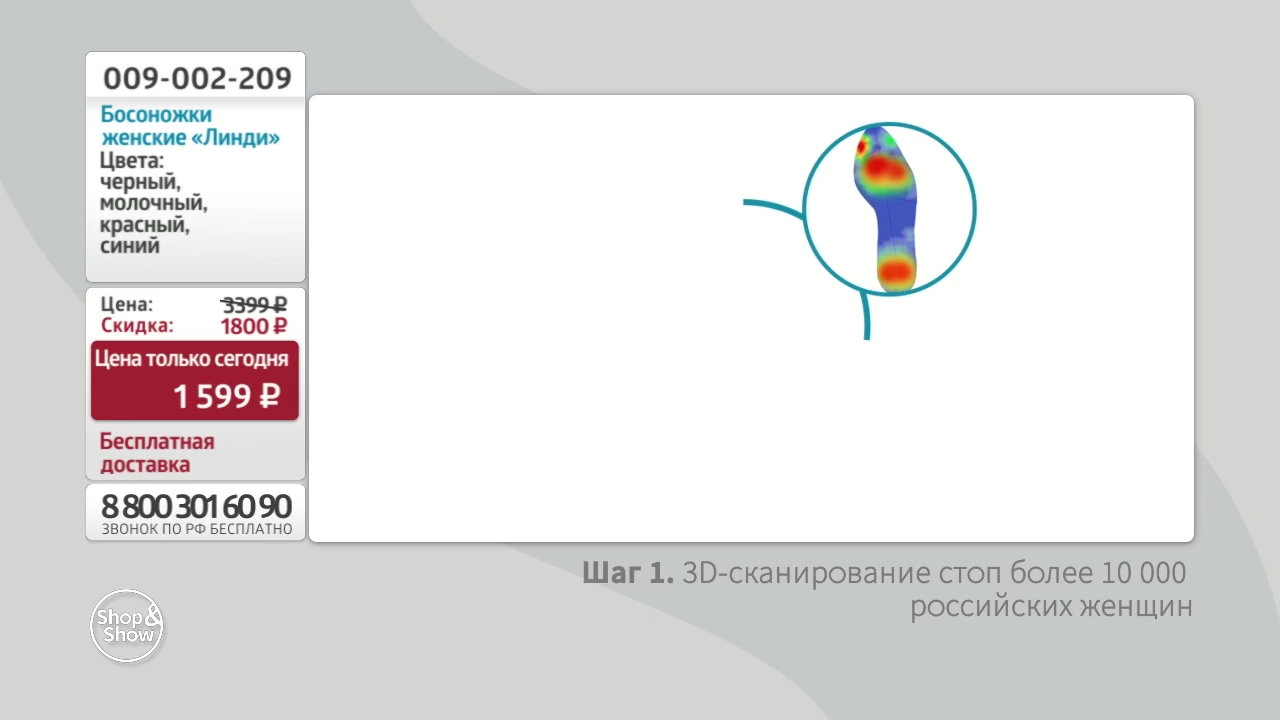 009-002-209
Босоножки
женские «Линди»
Цвета:
черный,
молочный,
красный,
синий
Цена: 3399 ₽
Скидка: 1800 ₽
Цена только сегодня
1 599 ₽
Бесплатная
доставка
8 800 301 60 90
ЗВОНОК ПО РФ БЕСПЛАТНО
Шаг 1. 3D-сканирование стоп более 10 000
российских женщин
Shop&
Show